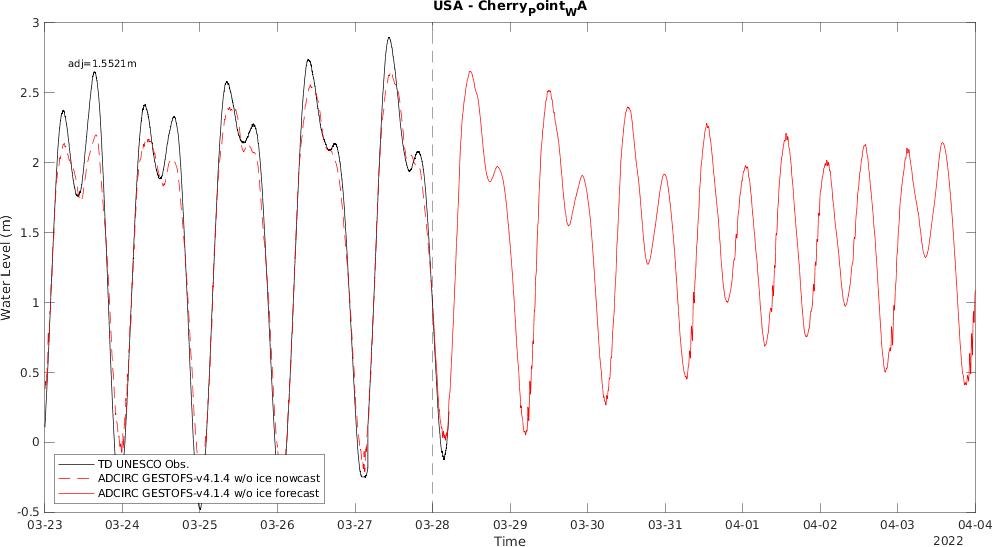 USA - CherryPointWA
adj=1.5521m
3
2.5
2
1.5
1
0.5
0
-0.5
Water Level (m)
TD UNESCO Obs.
ADCIRC GESTOFS-v4.1.4 w/o ice nowcast
ADCIRC GESTOFS-v4.1.4 w/o ice forecast
03-23 03-24 03-25 03-26 03-27 03-28 03-29 03-30 03-31 04-01 04-02 04-03 04-04
Time
2022